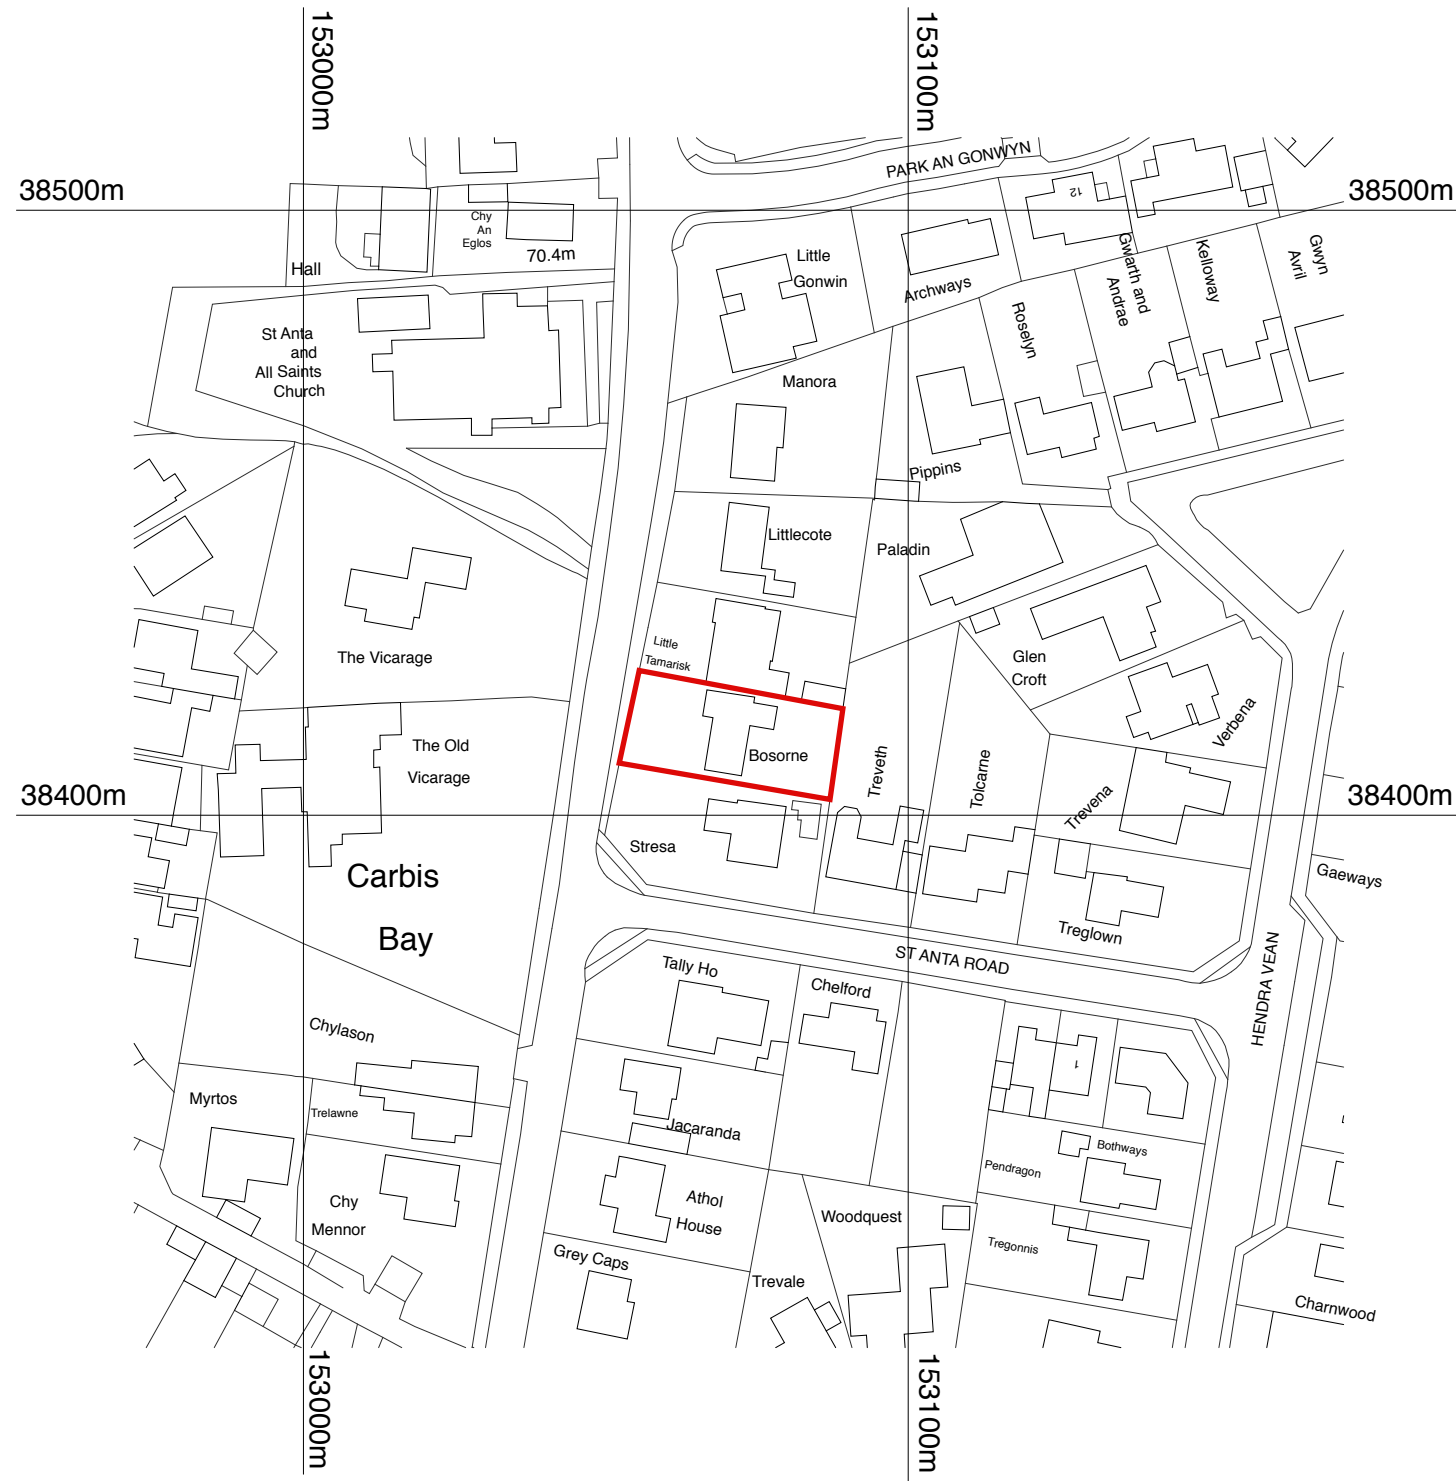 153000m
153100m
PARK AN GONWYN
38500m
38500m
12
Chy
An
Eglos
70.4m
Hall
Little
Gonwin
Archways
Gwarth and
Andrae
Kelloway
Gwyn
Avril
St Anta
and
All Saints
Church
Roselyn
Manora
Pippins
Littlecote
Paladin
The Vicarage
Little
Tamarisk
Glen
Croft
Verbena
The Old
Vicarage
Bosorne
Treveth
Tolcarne
Trevena
38400m
38400m
Stresa
Carbis
Bay
Gaeways
Treglown
ST ANTA ROAD
HENDRA VEAN
Tally Ho
Chelford
Chylason
1
Myrtos
Trelawne
Jacaranda
Bothways
Pendragon
Chy
Mennor
Athol
House
Woodquest
Tregonnis
Grey Caps
Trevale
Charnwood
153000m
153100m